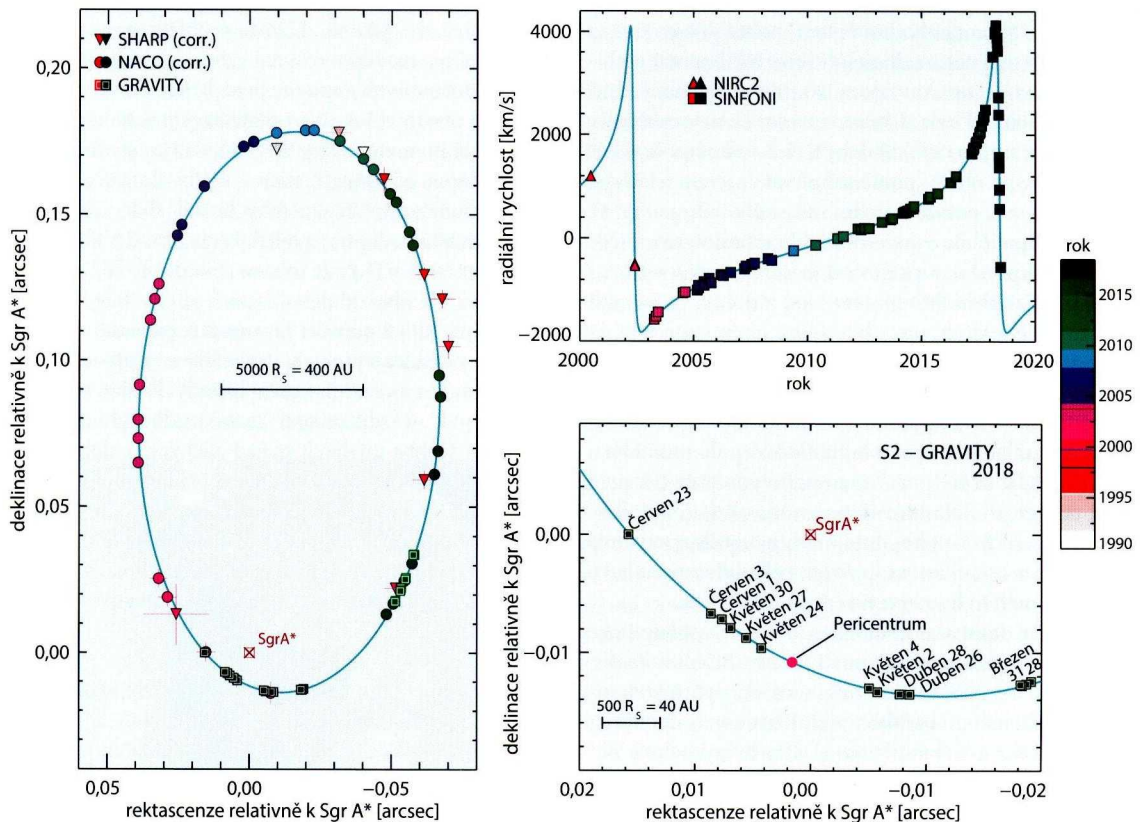 SHARP (corr.)
NACO (corr.)
GRAVITY
0,20
0,15
0,10
0,05
0,00
deklinace relativně k Sgr A* [arcsec]
5000 Rs = 400 AU
SgrA*
0,05
0,00
−0,05
rektascenze relativně k Sgr A* [arcsec]
4000
2000
0
−2000
radiální rychlost km/s]
NIRC2
SINFONI
2000
2005
2010
2015
2020
rok
rok
2015
2010
2005
2000
1995
1990
S2 – GRAVITY
2018
0,00
−0,01
deklinace relativně k Sgr A* [arcsec]
Červen 23
SgrA*
Červen 3
Červen 1
Květen 30
Květen 27
Květen 24
Pericentrum
Květen 4
Květen 2
Duben 28
Duben 26
Březen
31
28
500 Rs = 40 AU
0,02
0,01
0,00
−0,01
−0,02
rektascenze relativně k Sgr A* [arcsec]